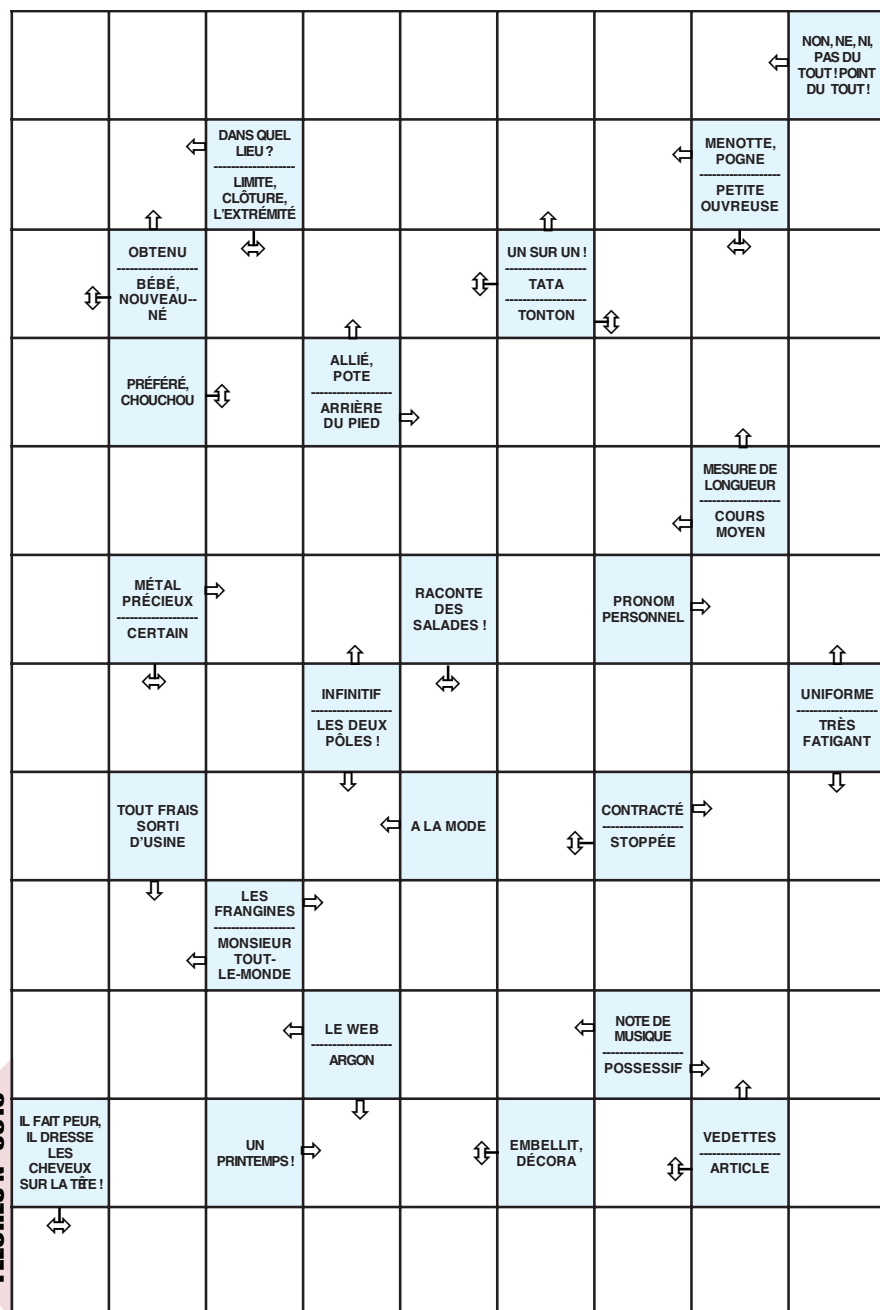 NON, NE, NI,
PAS DU
TOUT ! POINT
DU TOUT !
DANS QUEL
LIEU ?
LIMITE,
CLÔTURE,
L'EXTRÉMITÉ
MENOTTE,
POGNE
PETITE
OUVREUSE
OBTENU
BÉBÉ,
NOUVEAU--
NÉ
UN SUR UN !
TATA
TONTON
PRÉFÉRÉ,
CHOUCHOU
ALLIÉ,
POTE
ARRIÈRE
DU PIED
MESURE DE
LONGUEUR
COURS
MOYEN
MÉTAL
PRÉCIEUX
CERTAIN
RACONTE
DES
SALADES !
PRONOM
PERSONNEL
INFINITIF
LES DEUX
PÔLES !
UNIFORME
TRÈS
FATIGANT
TOUT FRAIS
SORTI
D'USINE
A LA MODE
CONTRACTÉ
STOPPÉE
LES
FRANGINES
MONSIEUR
TOUT-
LE-MONDE
LE WEB
ARGON
NOTE DE
MUSIQUE
POSSESSIF
IL FAIT PEUR,
IL DRESSE
LES
CHEVEUX
SUR LA TÊTE !
UN
PRINTEMPS !
EMBELLIT,
DÉCORA
VEDETTES
ARTICLE